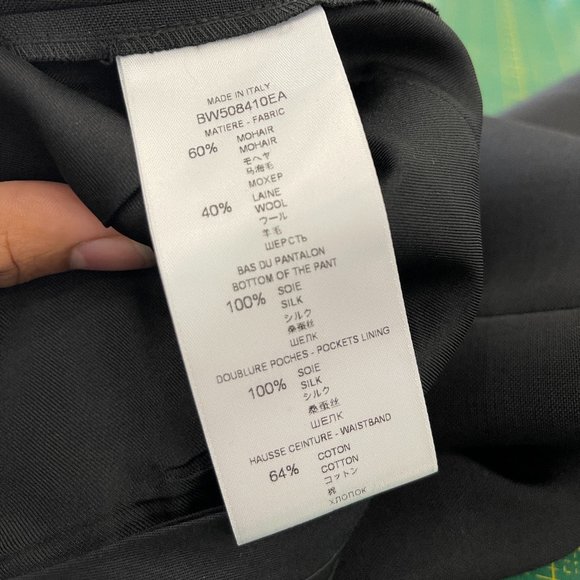 MADE IN ITALY
BW508410EA
MATIERE - FABRIC
60% MOHAIR
MOHAIR
モヘヤ
马海毛
МОХЕР
40% LAINE
WOOL
ウール
羊毛
ШЕРСТЬ
BAS DU PANTALON
BOTTOM OF THE PANT
100% SOIE
SILK
シルク
桑蚕丝
ШЕЛК
DOUBLURE POCHES - POCKETS LINING
100% SOIE
SILK
シルク
桑蚕丝
ШЕЛК
HAUSSE CEINTURE - WAISTBAND
64% COTON
COTTON
コットン
棉
ХЛОПОК